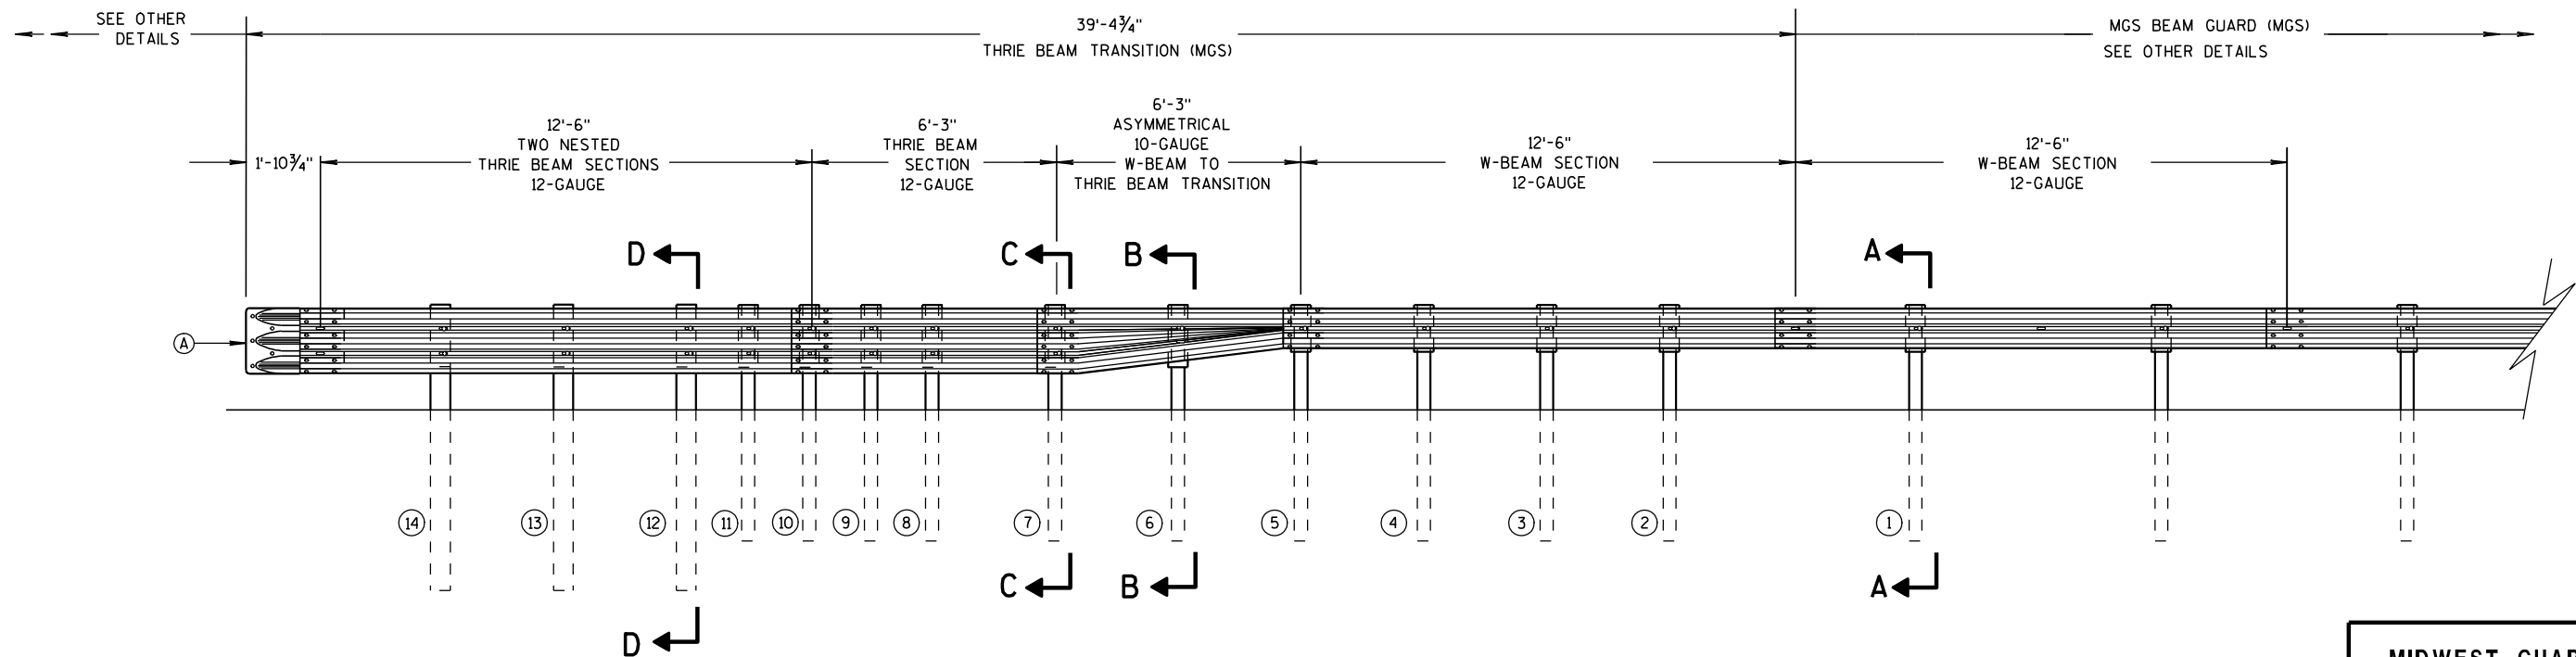 SEE OTHER
DETAILS
39'-4¾"
THRIE BEAM TRANSITION (MGS)
MGS BEAM GUARD (MGS)
SEE OTHER DETAILS
1'-10¾"
12'-6"
TWO NESTED
THRIE BEAM SECTIONS
12-GAUGE
6'-3"
THRIE BEAM
SECTION
12-GAUGE
6'-3"
ASYMMETRICAL
10-GAUGE
W-BEAM TO
THRIE BEAM TRANSITION
12'-6"
W-BEAM SECTION
12-GAUGE
12'-6"
W-BEAM SECTION
12-GAUGE
D
C
B
A
A
14
13
12
11
10
9
8
7
6
5
4
3
2
1
C
B
A
D